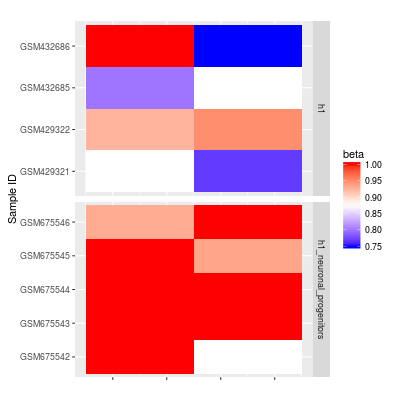 Sample ID
GSM432686
GSM432685
GSM429322
GSM429321
h1
GSM675546
GSM675545
GSM675544
GSM675543
GSM675542
h1_neuronal_progenitors
beta
1.00
0.95
0.90
0.85
0.80
0.75